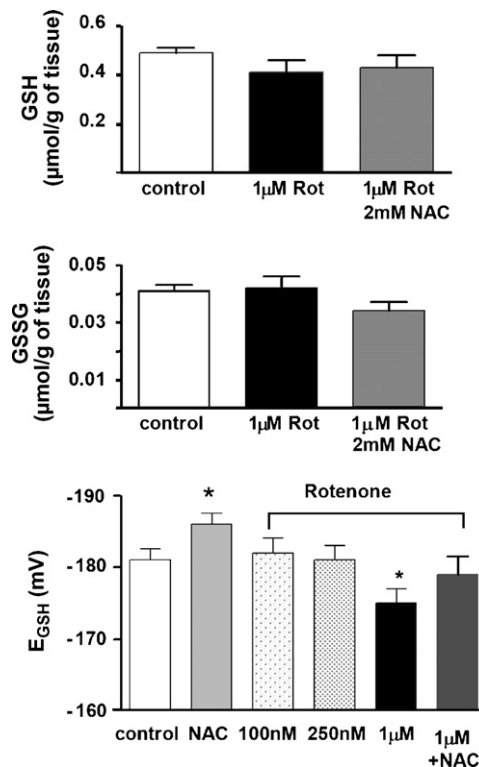 GSH
(μmol/g of tissue)
0.6
0.4
0.2
control 1μM Rot 1μM Rot
2mM NAC
GSSG
(μmol/g of tissue)
0.05
0.03
0.01
control 1μM Rot 1μM Rot
2mM NAC
E_GSH (mV)
-190
-180
-170
-160
*
Rotenone
*
control NAC 100nM 250nM 1μM 1μM
+NAC